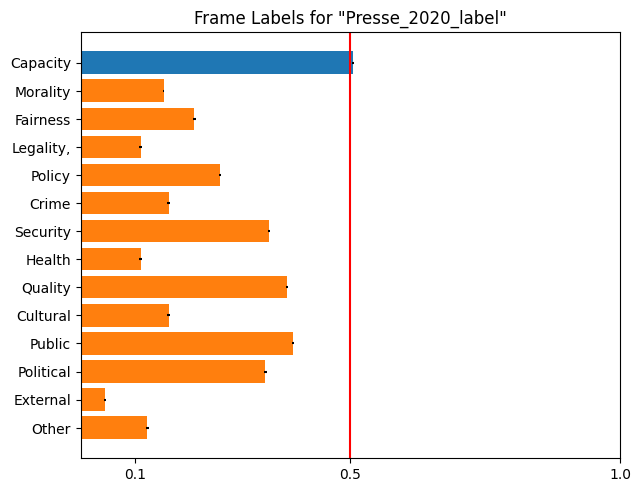 Frame Labels for "Presse_2020_label"
Capacity
Morality
Fairness
Legality,
Policy
Crime
Security
Health
Quality
Cultural
Public
Political
External
Other
0.1 0.5 1.0